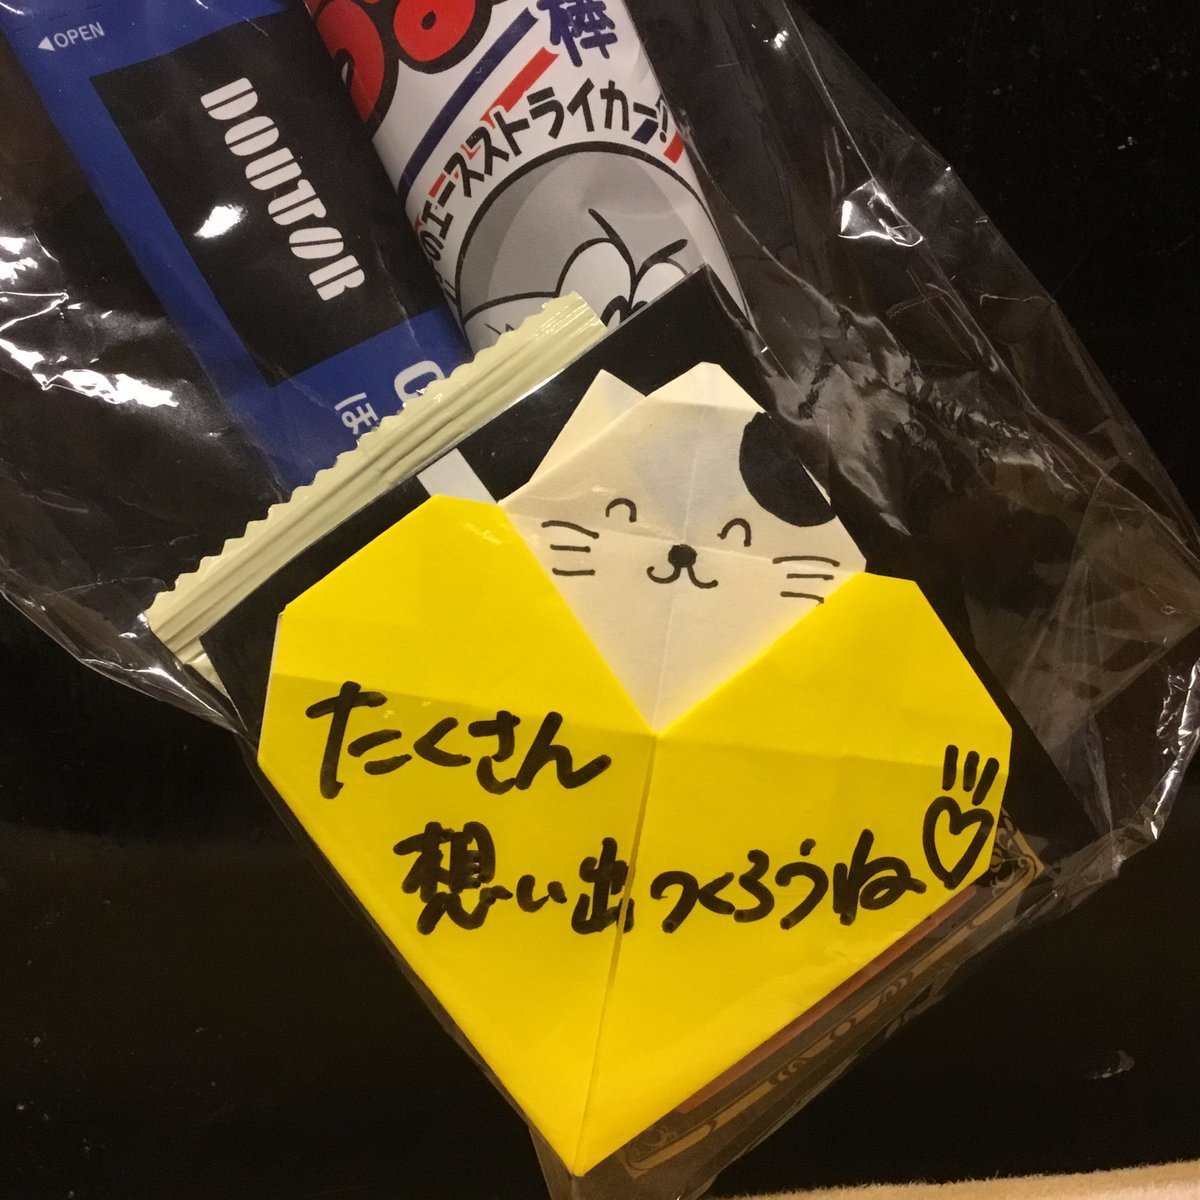 ◀OPEN
DOUTOR
棒
のエースストライカー?
たくさん
想い出つくろうね♡